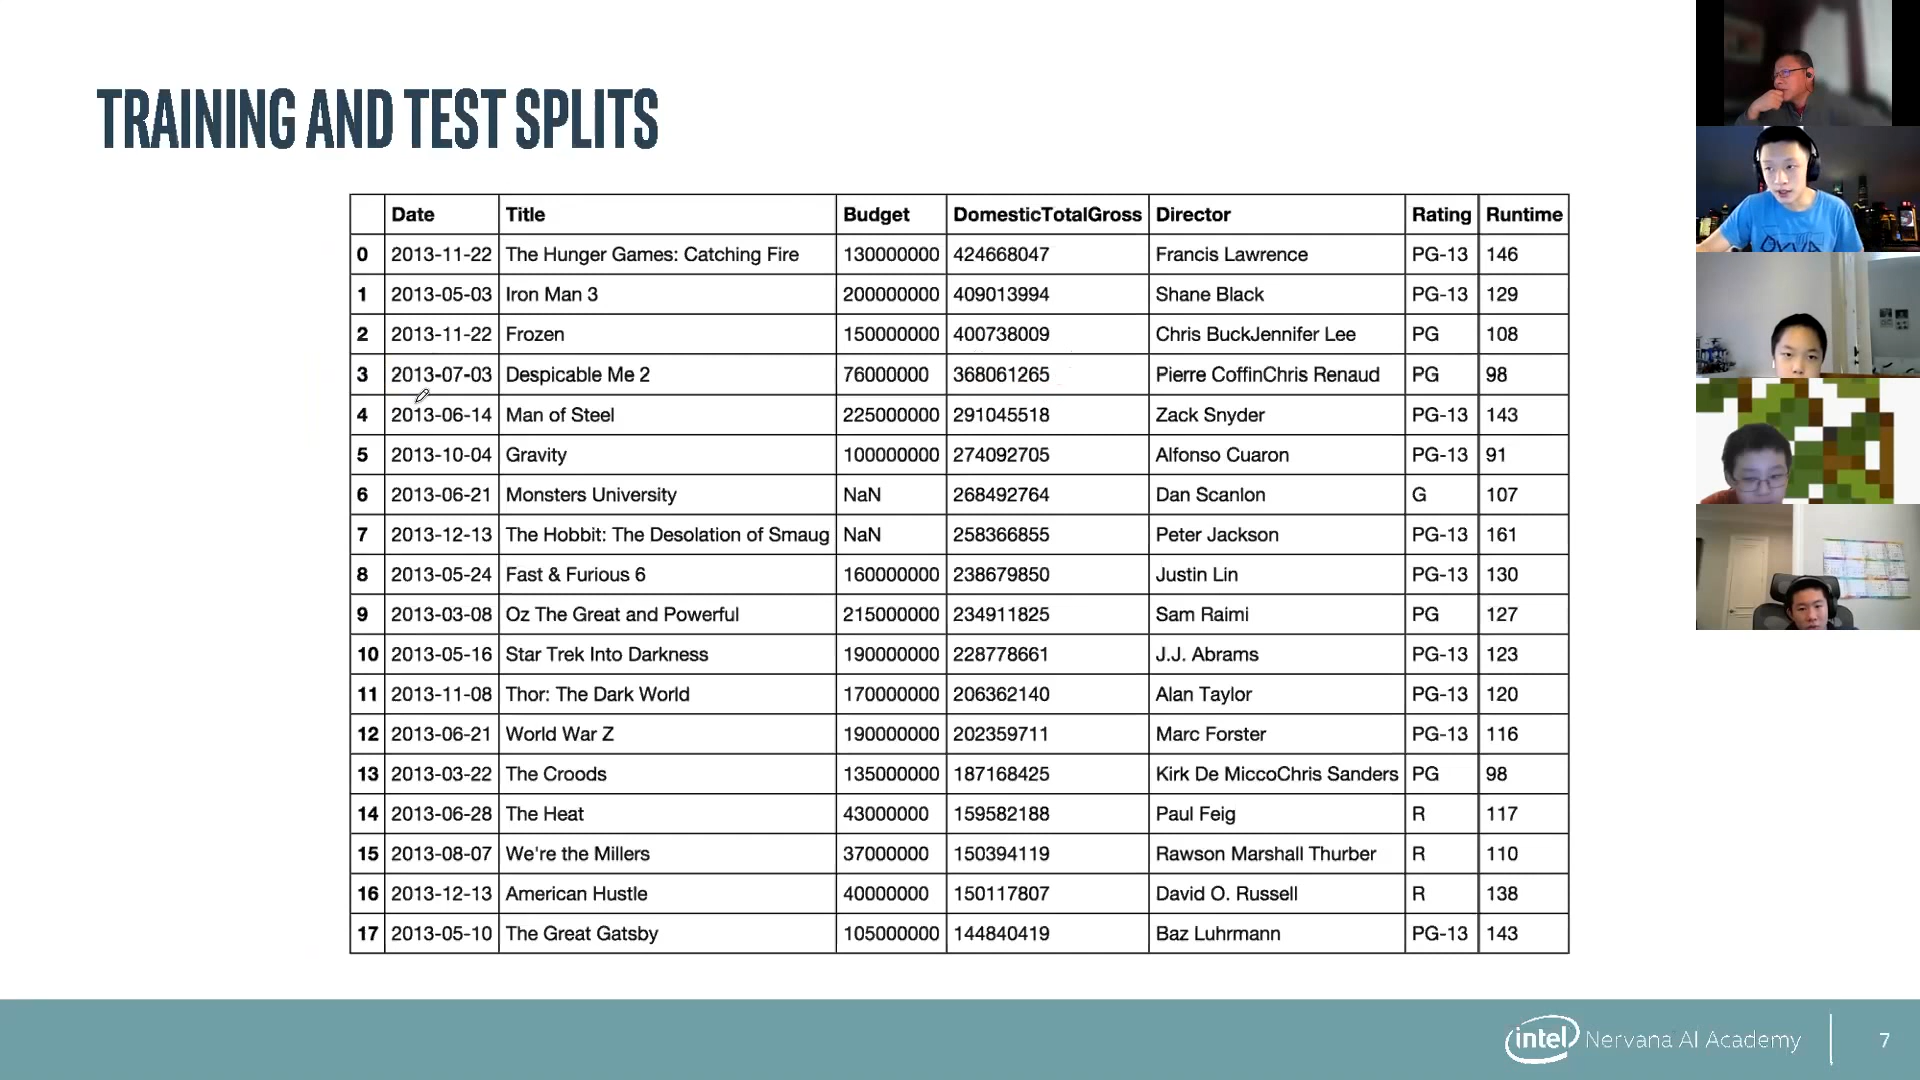 TRAINING AND TEST SPLITS
Date Title Budget DomesticTotalGross Director Rating Runtime
0 2013-11-22 The Hunger Games: Catching Fire 130000000 424668047 Francis Lawrence PG-13 146
1 2013-05-03 Iron Man 3 200000000 409013994 Shane Black PG-13 129
2 2013-11-22 Frozen 150000000 400738009 Chris BuckJennifer Lee PG 108
3 2013-07-03 Despicable Me 2 76000000 368061265 Pierre CoffinChris Renaud PG 98
4 2013-06-14 Man of Steel 225000000 291045518 Zack Snyder PG-13 143
5 2013-10-04 Gravity 100000000 274092705 Alfonso Cuaron PG-13 91
6 2013-06-21 Monsters University NaN 268492764 Dan Scanlon G 107
7 2013-12-13 The Hobbit: The Desolation of Smaug NaN 258366855 Peter Jackson PG-13 161
8 2013-05-24 Fast & Furious 6 160000000 238679850 Justin Lin PG-13 130
9 2013-03-08 Oz The Great and Powerful 215000000 234911825 Sam Raimi PG 127
10 2013-05-16 Star Trek Into Darkness 190000000 228778661 J.J. Abrams PG-13 123
11 2013-11-08 Thor: The Dark World 170000000 206362140 Alan Taylor PG-13 120
12 2013-06-21 World War Z 190000000 202359711 Marc Forster PG-13 116
13 2013-03-22 The Croods 135000000 187168425 Kirk De MiccoChris Sanders PG 98
14 2013-06-28 The Heat 43000000 159582188 Paul Feig R 117
15 2013-08-07 We're the Millers 37000000 150394119 Rawson Marshall Thurber R 110
16 2013-12-13 American Hustle 40000000 150117807 David O. Russell R 138
17 2013-05-10 The Great Gatsby 105000000 144840419 Baz Luhrmann PG-13 143
intel Nervana AI Academy 7